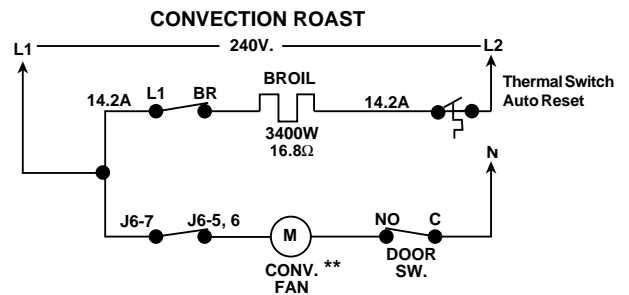 CONVECTION ROAST
L1
240V.
L2
BROIL
Thermal Switch
Auto Reset
14.2A
L1
BR
14.2A
3400W
16.8Ω
N
J6-7
J6-5, 6
M
NO
C
CONV. **
FAN
DOOR
SW.